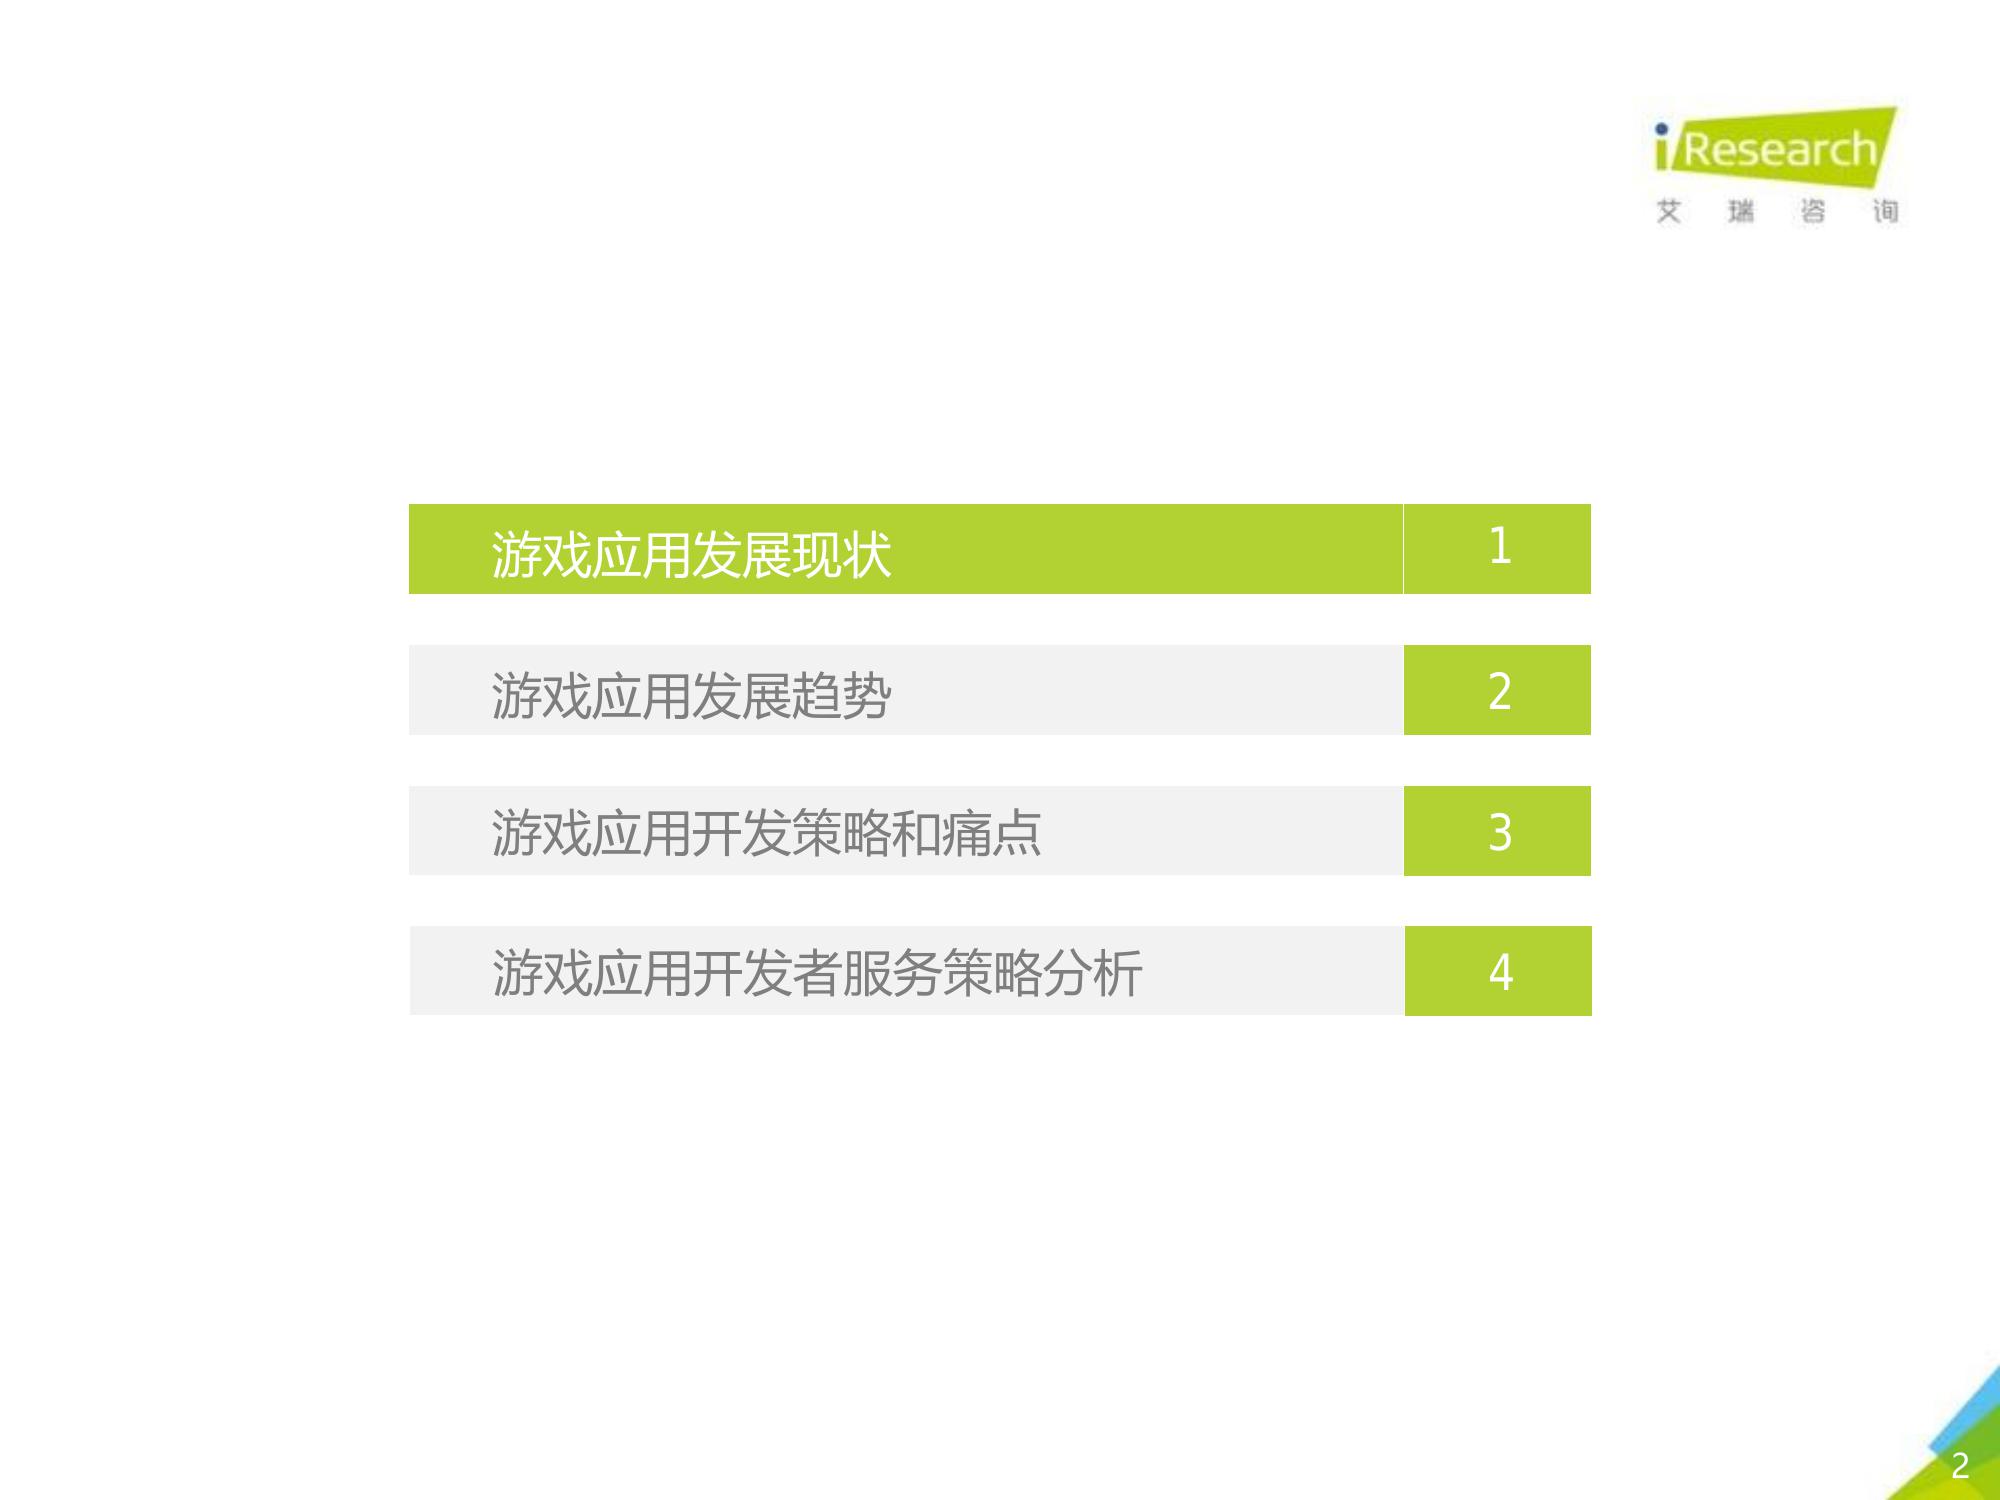 iResearch
艾瑞咨询
游戏应用发展现状 1
游戏应用发展趋势 2
游戏应用开发策略和痛点 3
游戏应用开发者服务策略分析 4
2